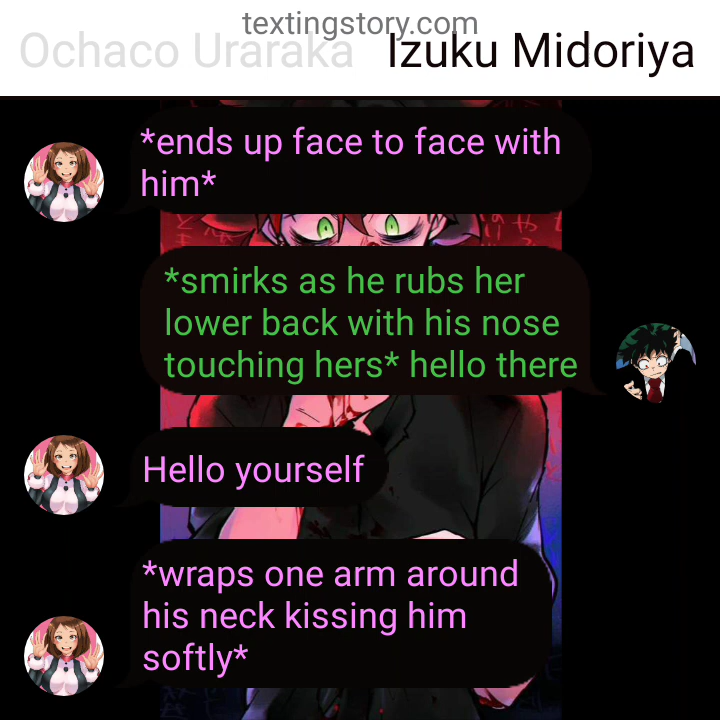 textingstory.com
Ochaco Uraraka Izuku Midoriya
*ends up face to face with
him*
*smirks as he rubs her
lower back with his nose
touching hers* hello there
Hello yourself
*wraps one arm around
his neck kissing him
softly*